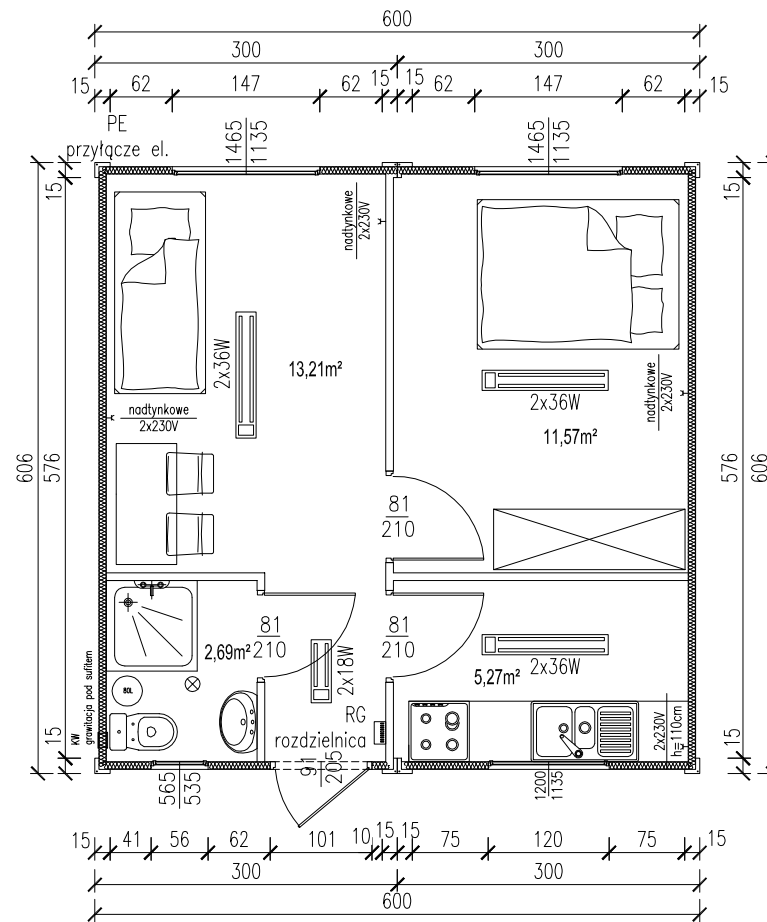 600
300 300
15 62 147 62 15 15 62 147 62 15
PE
przyłącze el.
1465
1135
1465
1135
15
15
nadtynkowe
2x230V
2x36W
13,21m²
2x36W
nadtynkowe
2x230V
11,57m²
nadtynkowe
2x230V
606
576
576
606
81
210
81
210
81
210
2,69m²
2x18W
5,27m²
2x36W
80L
KW
grawitacja pod sufitem
RG
rozdzielnica
2x230V
h=110cm
15
15
91
205
565
535
1200
1135
15 41 56 62 101 10 15 15 75 120 75 15
300 300
600